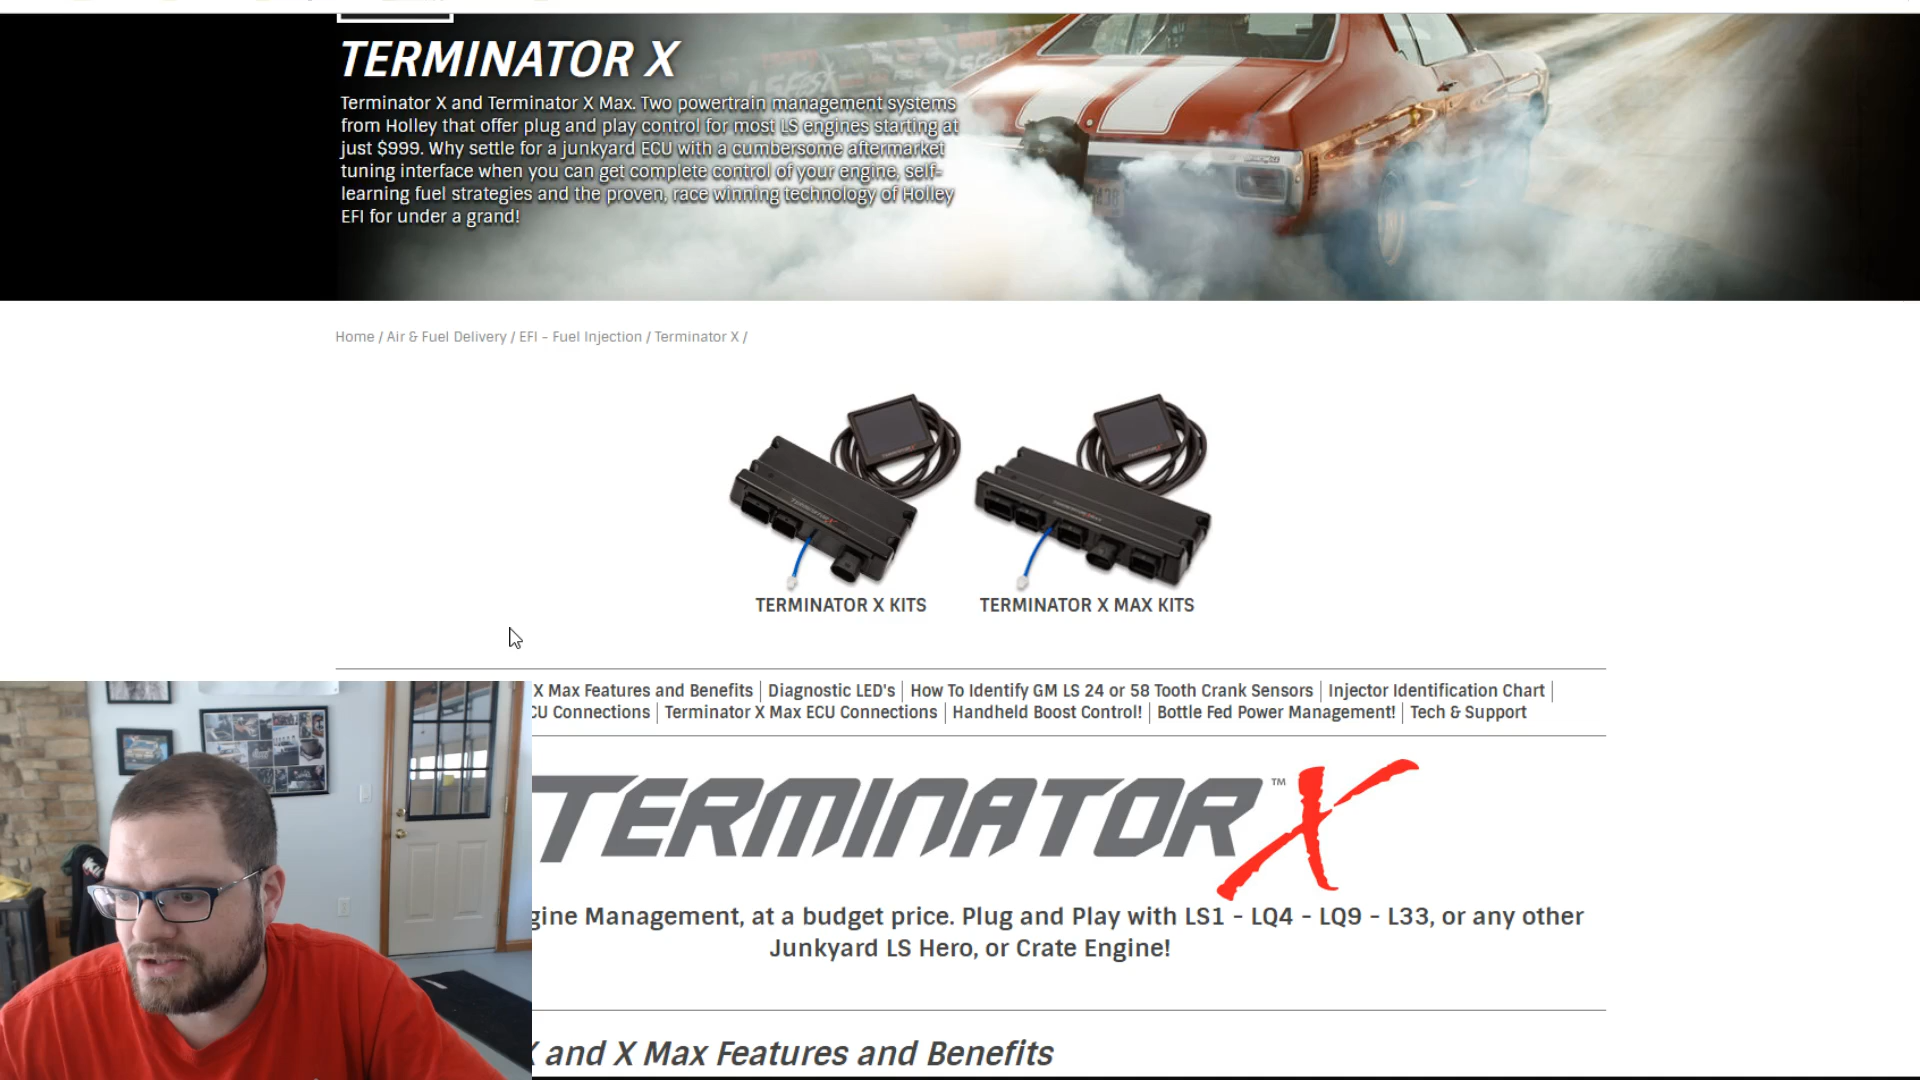 TERMINATOR X
Terminator X and Terminator X Max. Two powertrain management systems
from Holley that offer plug and play control for most LS engines starting at
just $999. Why settle for a junkyard ECU with a cumbersome aftermarket
tuning interface when you can get complete control of your engine, self-
learning fuel strategies and the proven, race winning technology of Holley
EFI for under a grand!
Home / Air & Fuel Delivery / EFI - Fuel Injection / Terminator X /
TERMINATOR X KITS
TERMINATOR X MAX KITS
X Max Features and Benefits | Diagnostic LED's | How To Identify GM LS 24 or 58 Tooth Crank Sensors | Injector Identification Chart |
CU Connections | Terminator X Max ECU Connections | Handheld Boost Control! | Bottle Fed Power Management! | Tech & Support
TERMINATOR X ™
gine Management, at a budget price. Plug and Play with LS1 - LQ4 - LQ9 - L33, or any other
Junkyard LS Hero, or Crate Engine!
X and X Max Features and Benefits